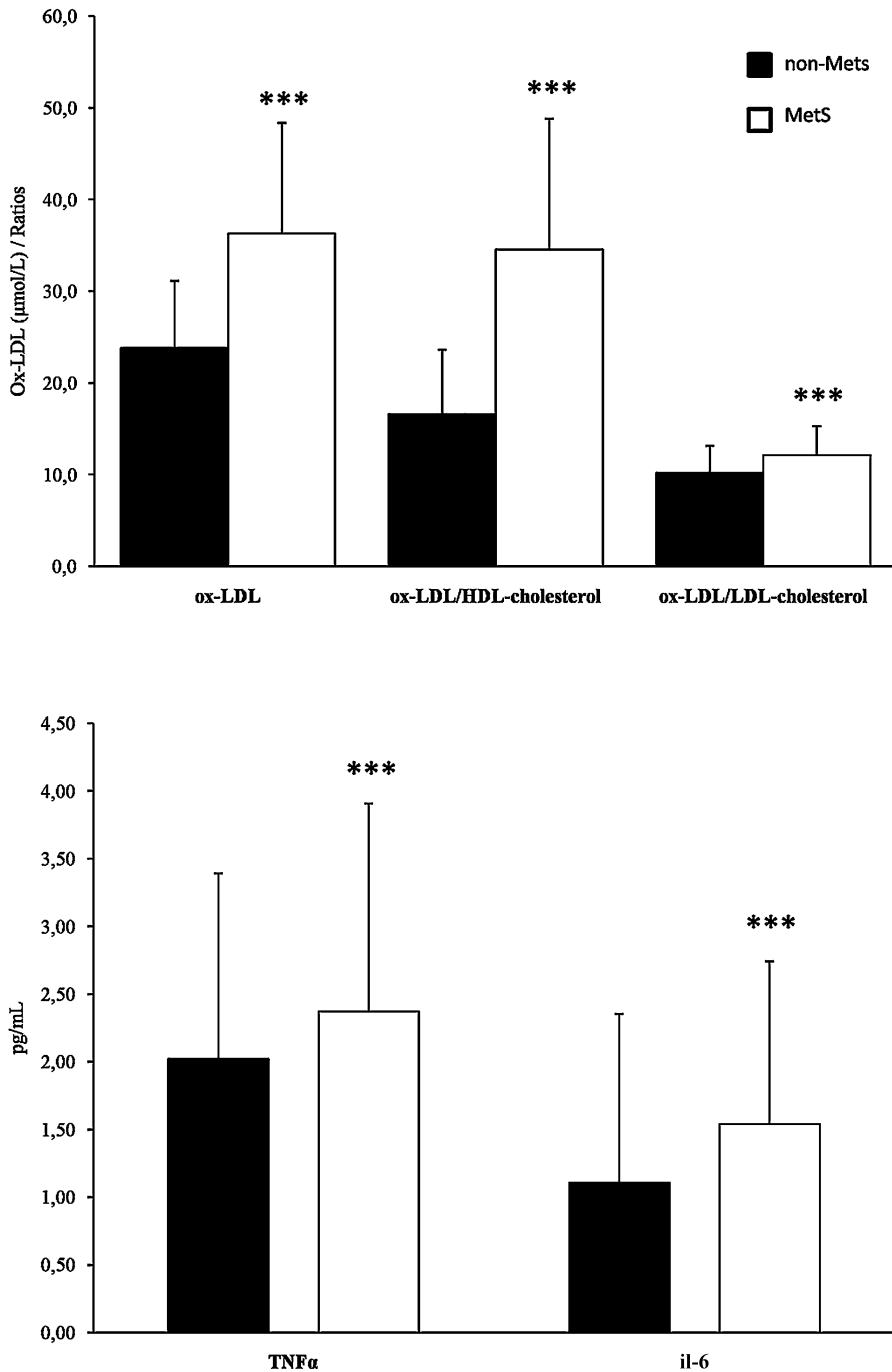 60,0
50,0
40,0
30,0
20,0
10,0
0,0
Ox-LDL (µmol/L) / Ratios
non-Mets
MetS
***
***
***
ox-LDL
ox-LDL/HDL-cholesterol
ox-LDL/LDL-cholesterol
4,50
4,00
3,50
3,00
2,50
2,00
1,50
1,00
0,50
0,00
pg/mL
***
***
TNFα
il-6